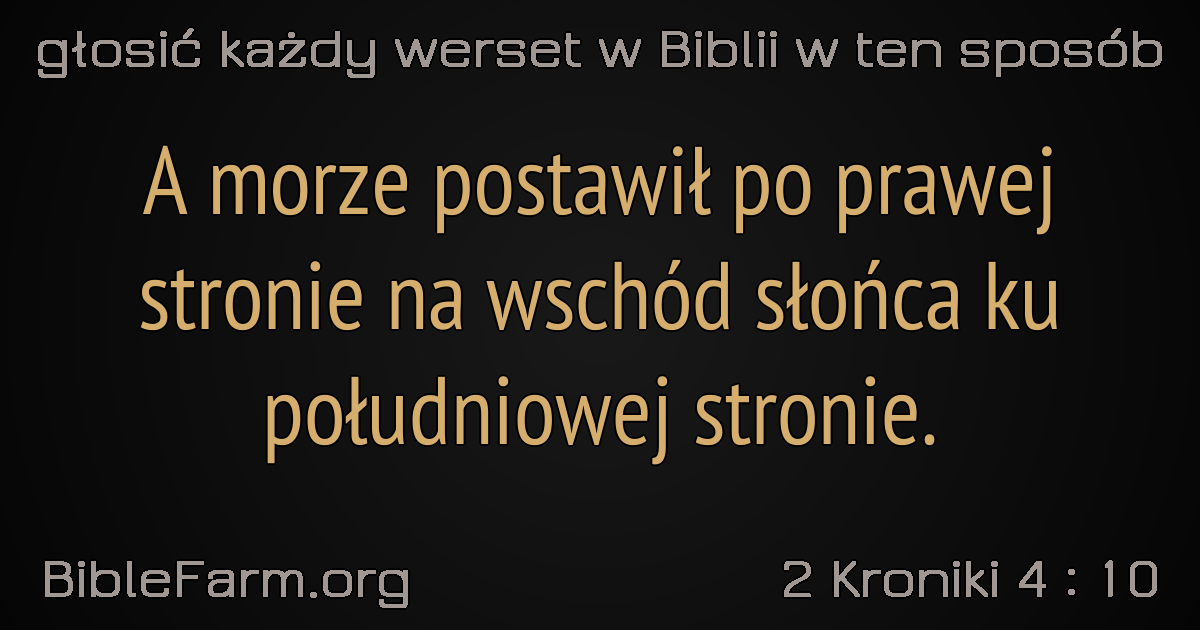 głosić każdy werset w Biblii w ten sposób
A morze postawił po prawej
stronie na wschód słońca ku
południowej stronie.
BibleFarm.org
2 Kroniki 4 : 10